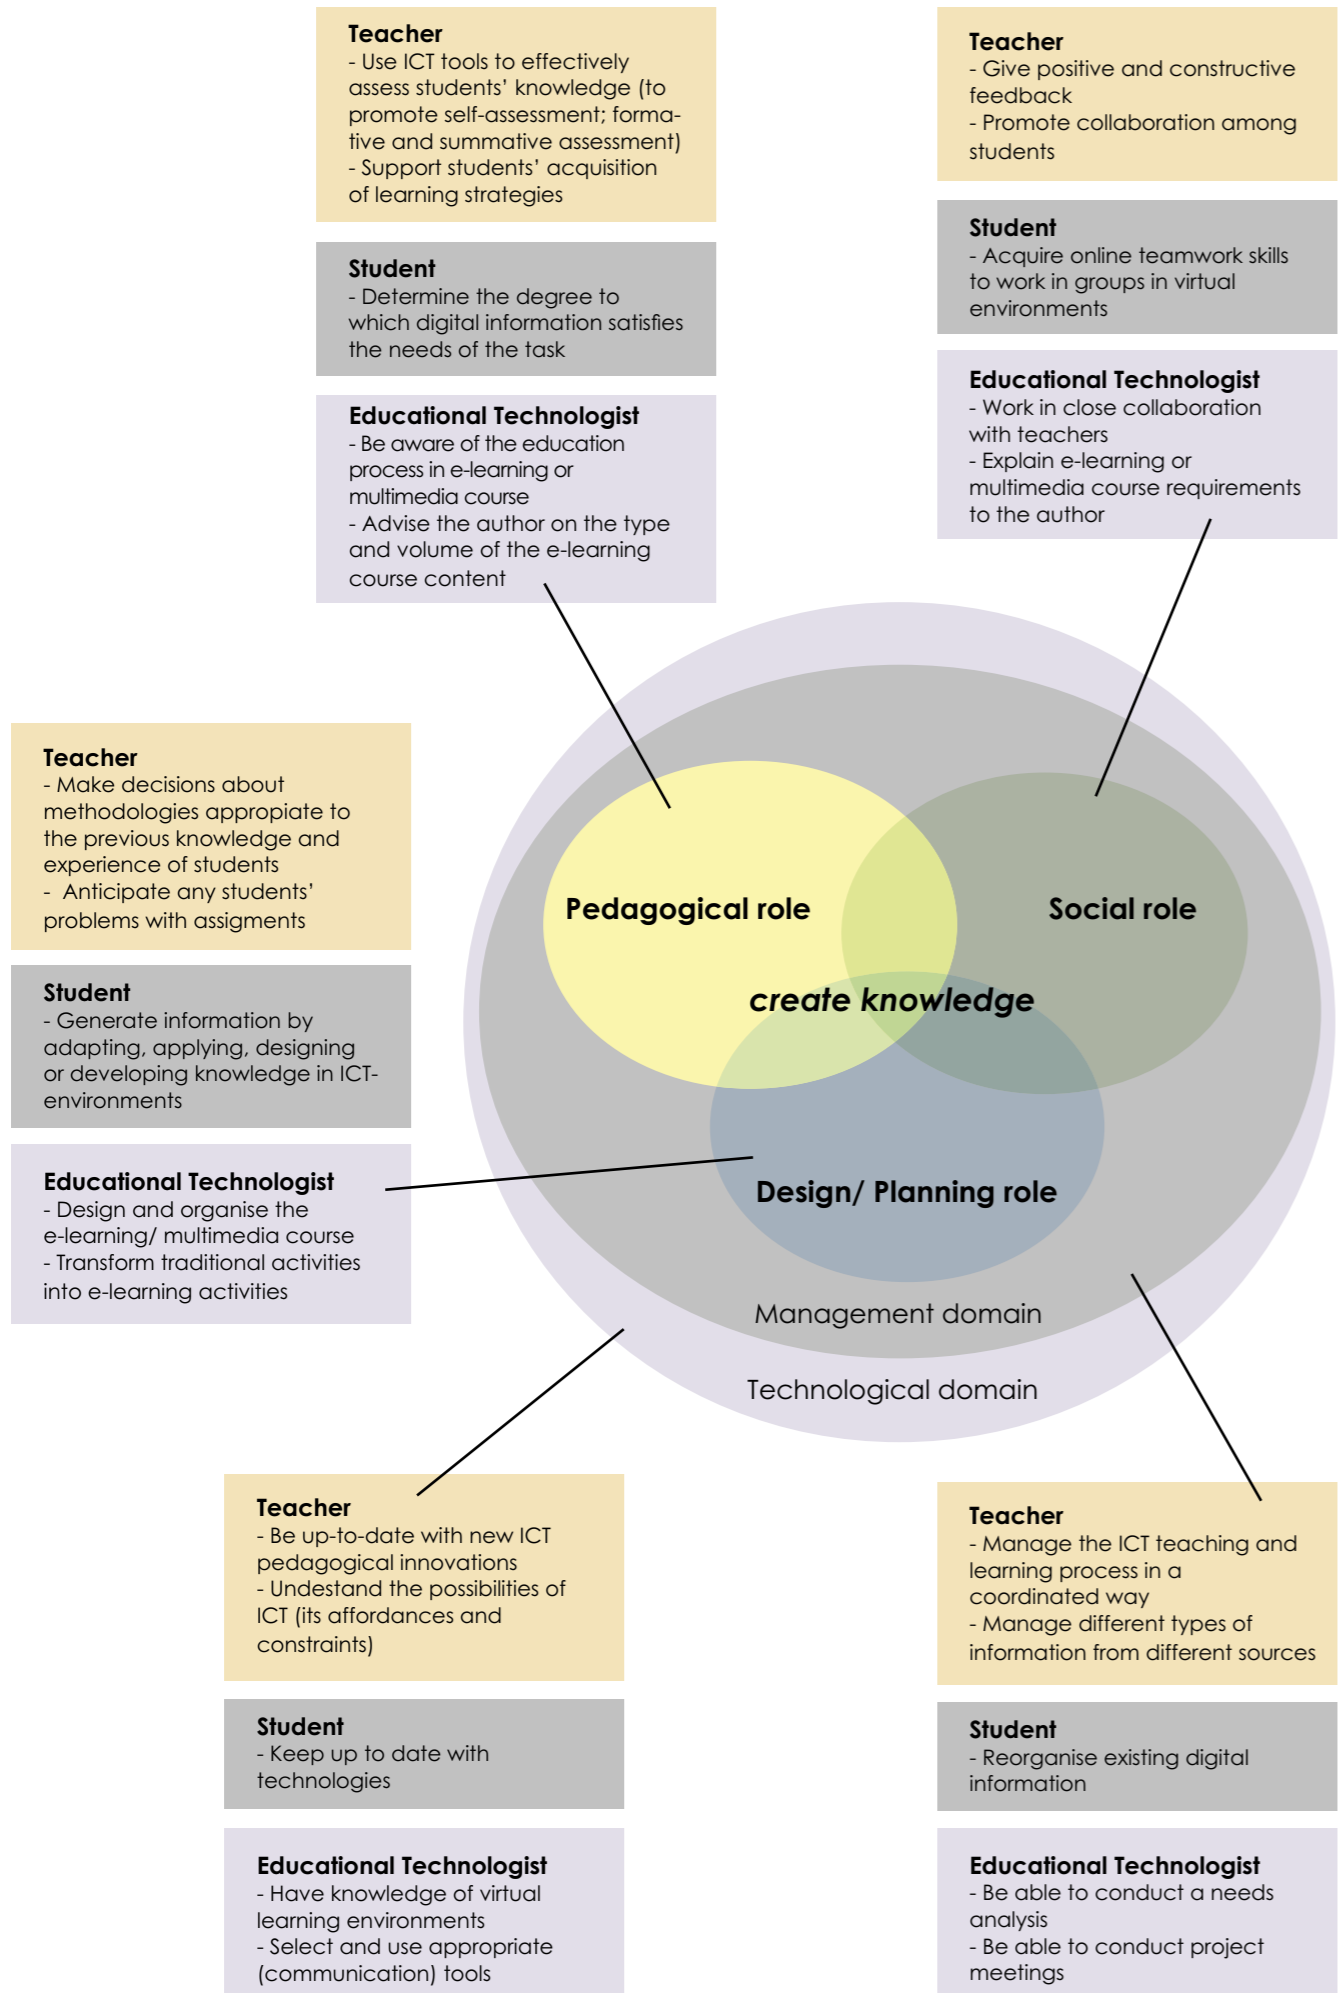 Teacher
- Use ICT tools to effectively
assess students’ knowledge (to
promote self-assessment; forma-
tive and summative assessment)
- Support students’ acquisition
of learning strategies
Student
- Determine the degree to
which digital information satisfies
the needs of the task
Educational Technologist
- Be aware of the education
process in e-learning or
multimedia course
- Advise the author on the type
and volume of the e-learning
course content
Teacher
- Give positive and constructive
feedback
- Promote collaboration among
students
Student
- Acquire online teamwork skills
to work in groups in virtual
environments
Educational Technologist
- Work in close collaboration
with teachers
- Explain e-learning or
multimedia course requirements
to the author
Teacher
- Make decisions about
methodologies appropiate to
the previous knowledge and
experience of students
- Anticipate any students’
problems with assigments
Student
- Generate information by
adapting, applying, designing
or developing knowledge in ICT-
environments
Educational Technologist
- Design and organise the
e-learning/ multimedia course
- Transform traditional activities
into e-learning activities
Pedagogical role
Social role
create knowledge
Design/ Planning role
Management domain
Technological domain
Teacher
- Be up-to-date with new ICT
pedagogical innovations
- Undestand the possibilities of
ICT (its affordances and
constraints)
Student
- Keep up to date with
technologies
Educational Technologist
- Have knowledge of virtual
learning environments
- Select and use appropriate
(communication) tools
Teacher
- Manage the ICT teaching and
learning process in a
coordinated way
- Manage different types of
information from different sources
Student
- Reorganise existing digital
information
Educational Technologist
- Be able to conduct a needs
analysis
- Be able to conduct project
meetings